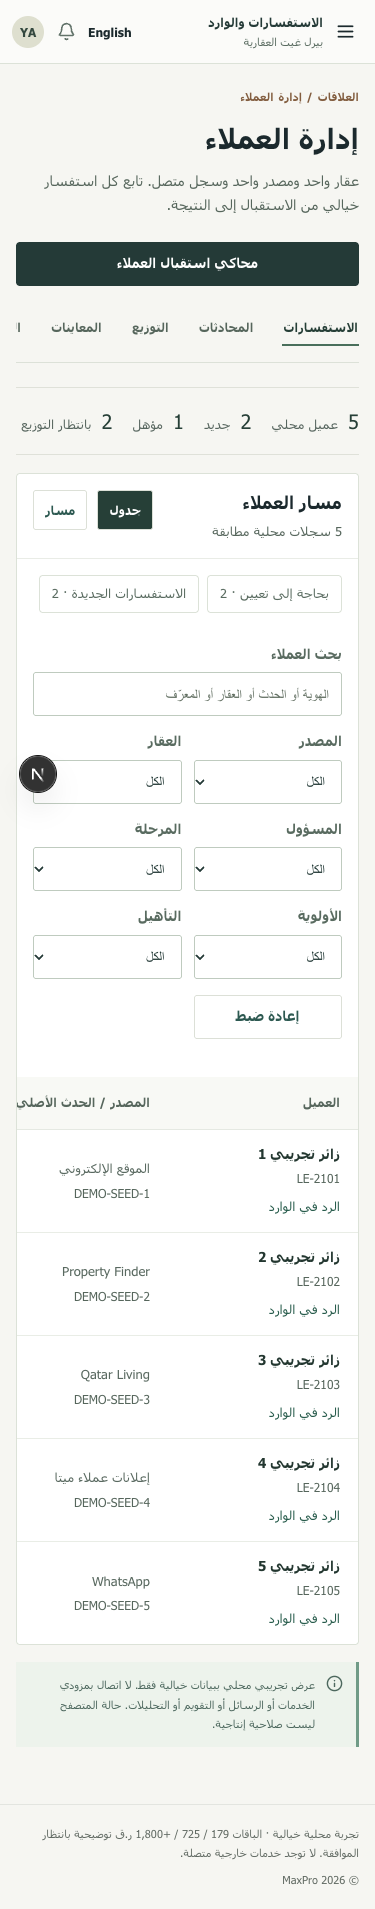 الاستفسارات والوارد
بيرل غيت العقارية
English
YA
العلاقات / إدارة العملاء
إدارة العملاء
عقار واحد ومصدر واحد وسجل متصل. تابع كل استفسار
خيالي من الاستقبال إلى النتيجة.
محاكي استقبال العملاء
الاستفسارات المحادثات التوزيع المعاينات
5 عميل محلي 2 جديد 1 مؤهل 2 بانتظار التوزيع
مسار العملاء
5 سجلات محلية مطابقة
جدول مسار
بحاجة إلى تعيين · 2 الاستفسارات الجديدة · 2
بحث العملاء
الهوية أو الحدث أو العقار أو المعرّف
المصدر العقار
الكل الكل
المسؤول المرحلة
الكل الكل
الأولوية التأهيل
الكل الكل
إعادة ضبط
العميل المصدر / الحدث الأصلي
زائر تجريبي 1
LE-2101
الرد في الوارد
الموقع الإلكتروني
DEMO-SEED-1
زائر تجريبي 2
LE-2102
الرد في الوارد
Property Finder
DEMO-SEED-2
زائر تجريبي 3
LE-2103
الرد في الوارد
Qatar Living
DEMO-SEED-3
زائر تجريبي 4
LE-2104
الرد في الوارد
إعلانات عملاء ميتا
DEMO-SEED-4
زائر تجريبي 5
LE-2105
الرد في الوارد
WhatsApp
DEMO-SEED-5
عرض تجريبي محلي ببيانات خيالية فقط. لا اتصال بمزودي
الخدمات أو الرسائل أو التقويم أو التحليلات. حالة المتصفح
ليست صلاحية إنتاجية.
تجربة محلية خيالية · الباقات 179 / 725 / +1,800 ر.ق توضيحية بانتظار
الموافقة. لا توجد خدمات خارجية متصلة.
© 2026 MaxPro